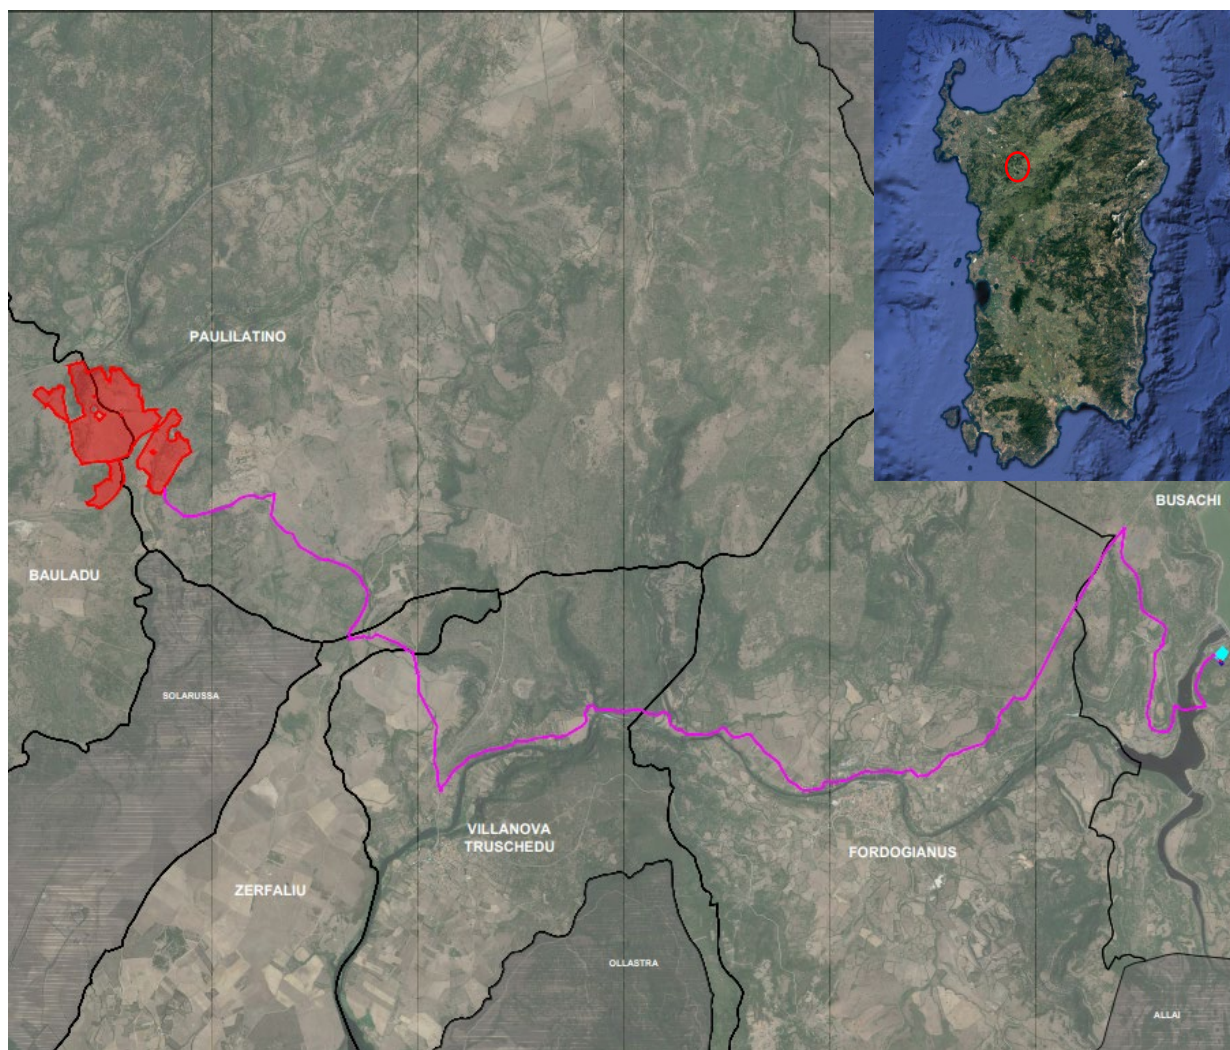 PAULILATINO
BUSACHI
BAULADU
SOLARUSSA
VILLANOVA
TRUSCHEDU
FORDOGIANUS
ZERFALIU
OLLASTRA
ALLAI